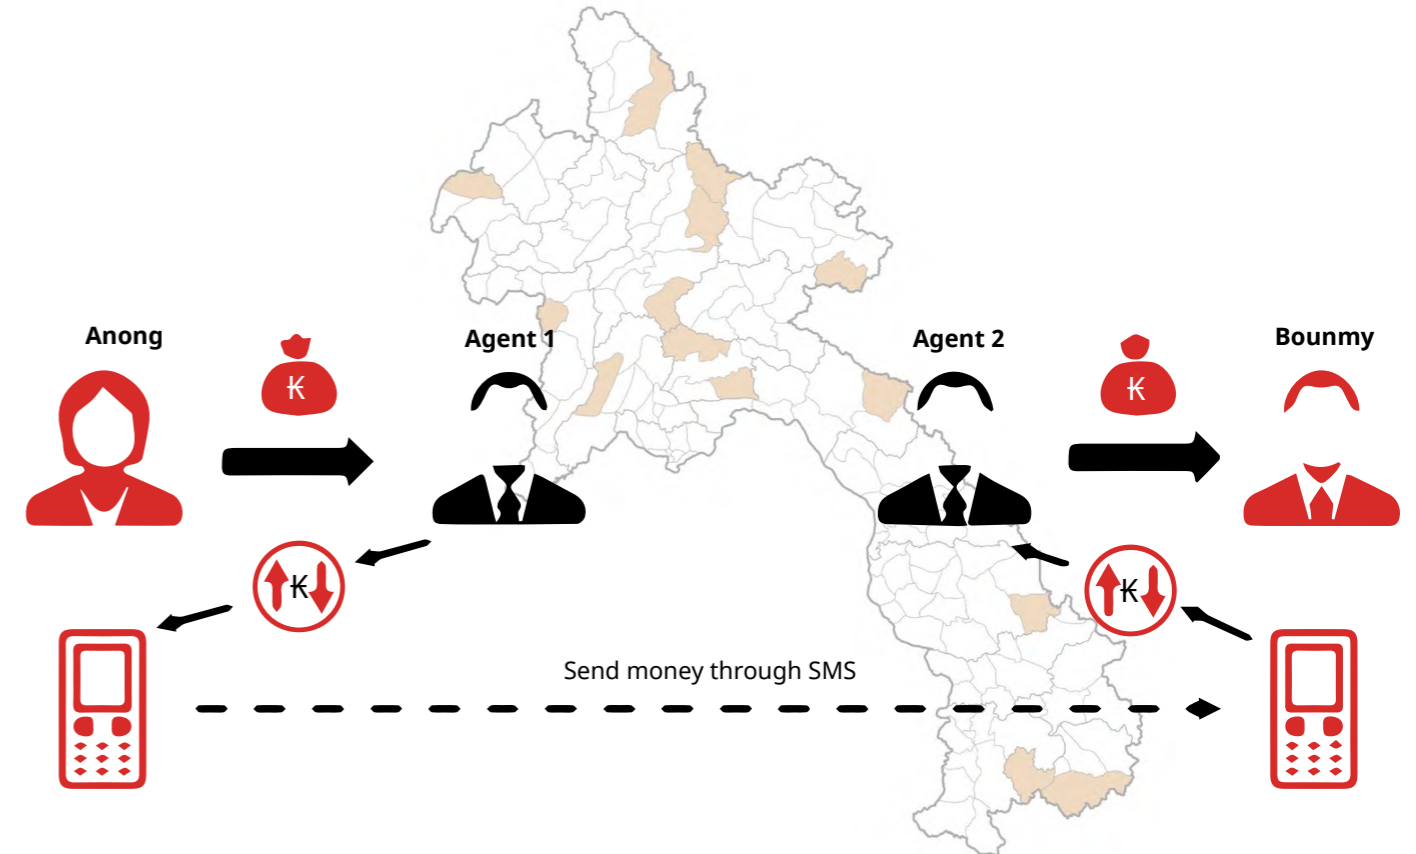 Anong
Agent 1
Agent 2
Bounmy
₭
₭
₭
₭
Send money through SMS